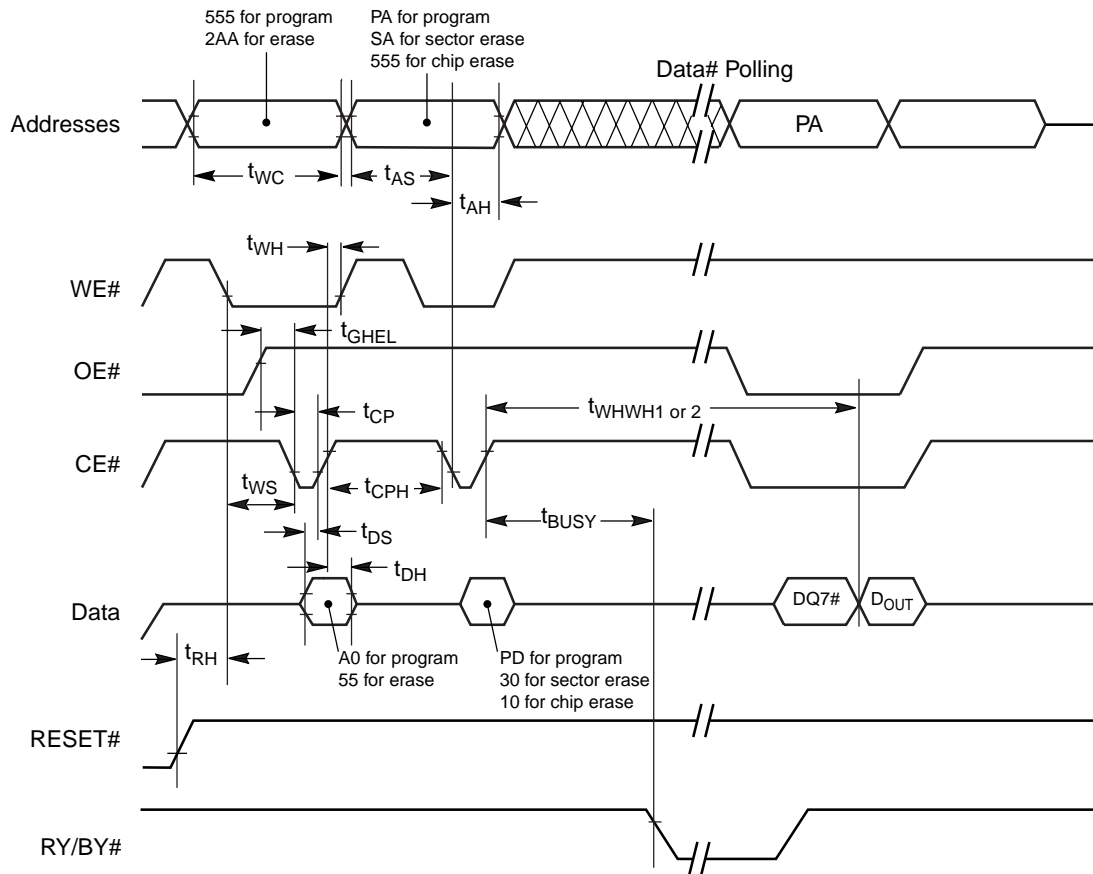 555 for program
2AA for erase
PA for program
SA for sector erase
555 for chip erase
Data# Polling
Addresses
PA
tWC
tAS
tAH
tWH
WE#
tGHEL
OE#
tWHWH1 or 2
tCP
CE#
tWS
tCPH
tBUSY
tDS
tDH
Data
DQ7#
DOUT
tRH
A0 for program
55 for erase
PD for program
30 for sector erase
10 for chip erase
RESET#
RY/BY#